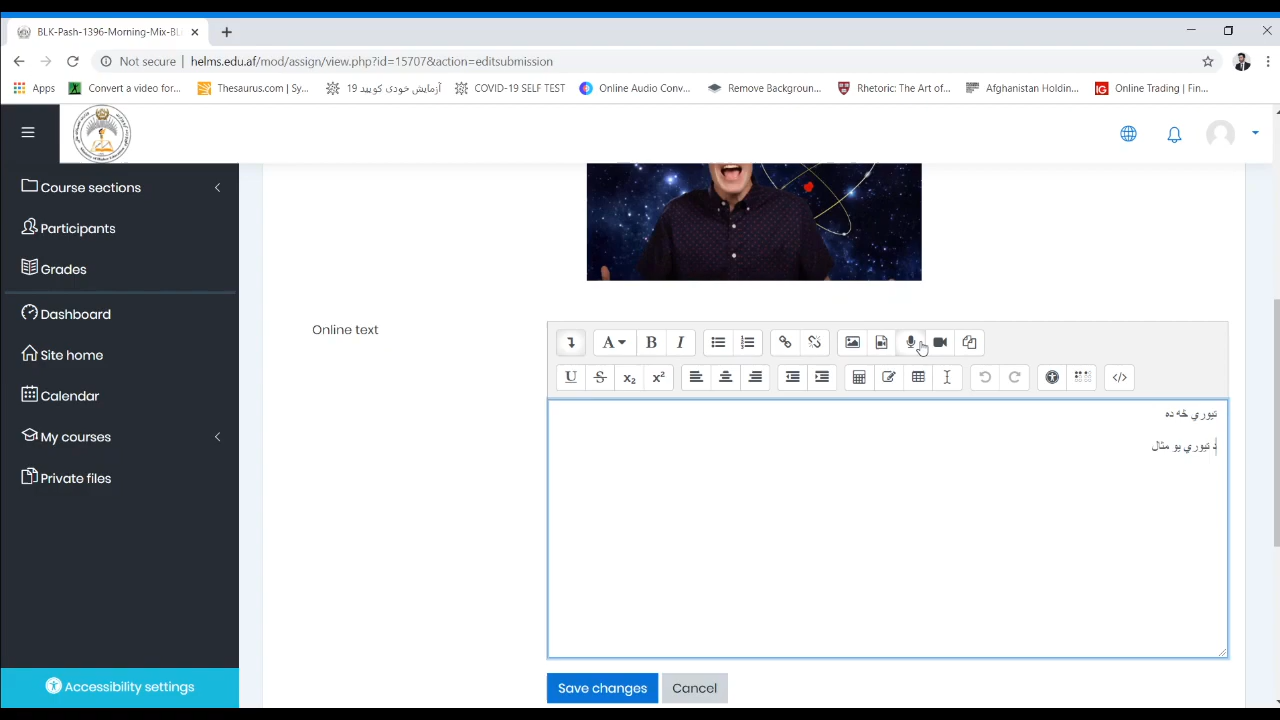 BLK-Pash-1396-Morning-Mix-BL
Not secure | helms.edu.af/mod/assign/view.php?id=15707&action=editsubmission
Apps
Convert a video for...
Thesaurus.com | Sy...
آزمایش خودی کووید 19
COVID-19 SELF TEST
Online Audio Conv...
Remove Backgroun...
Rhetoric: The Art of...
Afghanistan Holdin...
Online Trading | Fin...
Course sections
Participants
Grades
Dashboard
Site home
Calendar
My courses
Private files
Accessibility settings
Online text
تیوري څه ده
د تیوري یو مثال
Save changes
Cancel